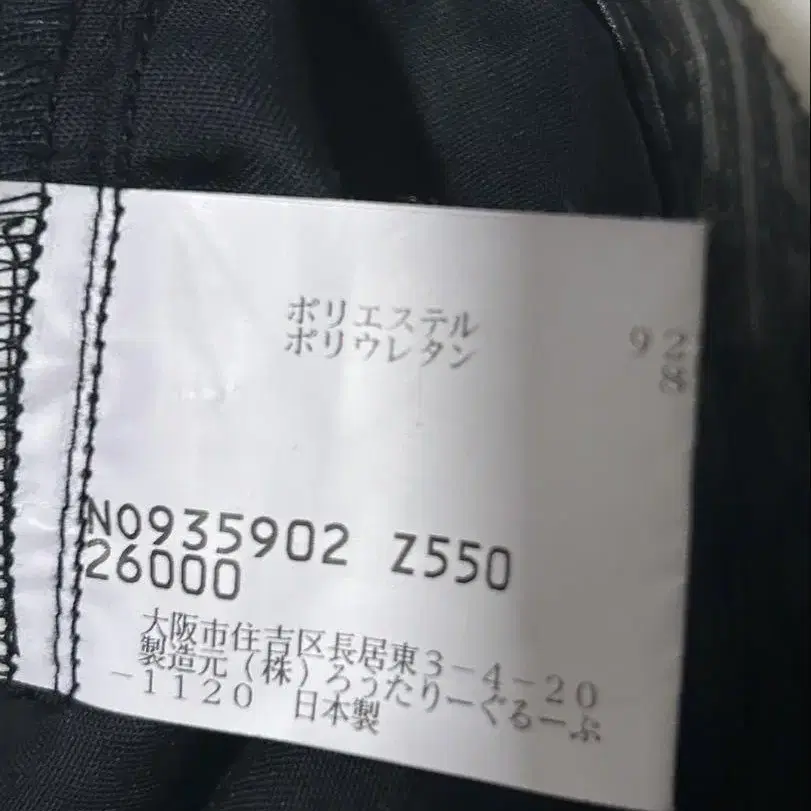 ポリエステル 92
ポリウレタン 8
N0935902 Z550
26000
大阪市住吉区長居東3-4-20
製造元(株)ろうたりーぐるーぷ
-1120 日本製